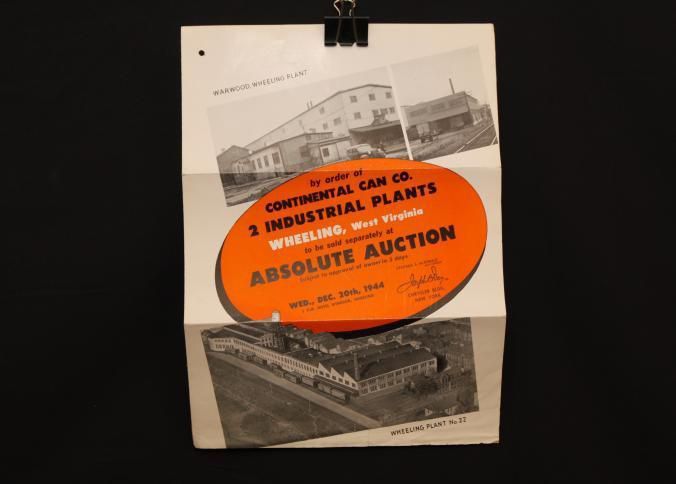 WARWOOD, WHEELING PLANT
by order of
CONTINENTAL CAN CO.
2 INDUSTRIAL PLANTS
WHEELING, West Virginia
to be sold separately at
ABSOLUTE AUCTION
Subject to approval of owner in 3 days
WED., DEC. 20th, 1944
CHRYSLER BLDG.
NEW YORK
WHEELING PLANT No. 22